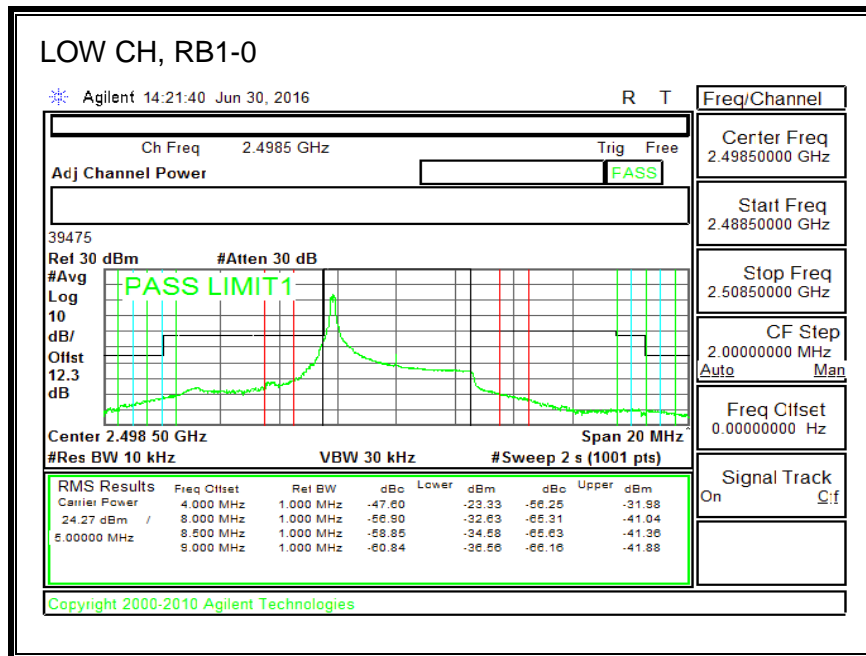 LOW CH, RB1-0
Agilent 14:21:40 Jun 30, 2016 R T
Ch Freq 2.4985 GHz Trig Free
Adj Channel Power PASS
39475
Ref 30 dBm #Atten 30 dB
#Avg
Log
10
dB/
Offst
12.3
dB
PASS LIMIT1
Center 2.498 50 GHz Span 20 MHz
#Res BW 10 kHz VBW 30 kHz #Sweep 2 s (1001 pts)
RMS Results Freq Offset Ref BW dBc Lower dBm dBc Upper dBm
Carrier Power 4.000 MHz 1.000 MHz -47.60 -23.33 -56.25 -31.98
24.27 dBm / 8.000 MHz 1.000 MHz -56.90 -32.63 -65.31 -41.04
5.00000 MHz 8.500 MHz 1.000 MHz -58.85 -34.58 -65.63 -41.36
9.000 MHz 1.000 MHz -60.84 -36.56 -66.16 -41.88
Copyright 2000-2010 Agilent Technologies
Freq/Channel
Center Freq
2.49850000 GHz
Start Freq
2.48850000 GHz
Stop Freq
2.50850000 GHz
CF Step
2.00000000 MHz
Auto Man
Freq Offset
0.00000000 Hz
Signal Track
On Off